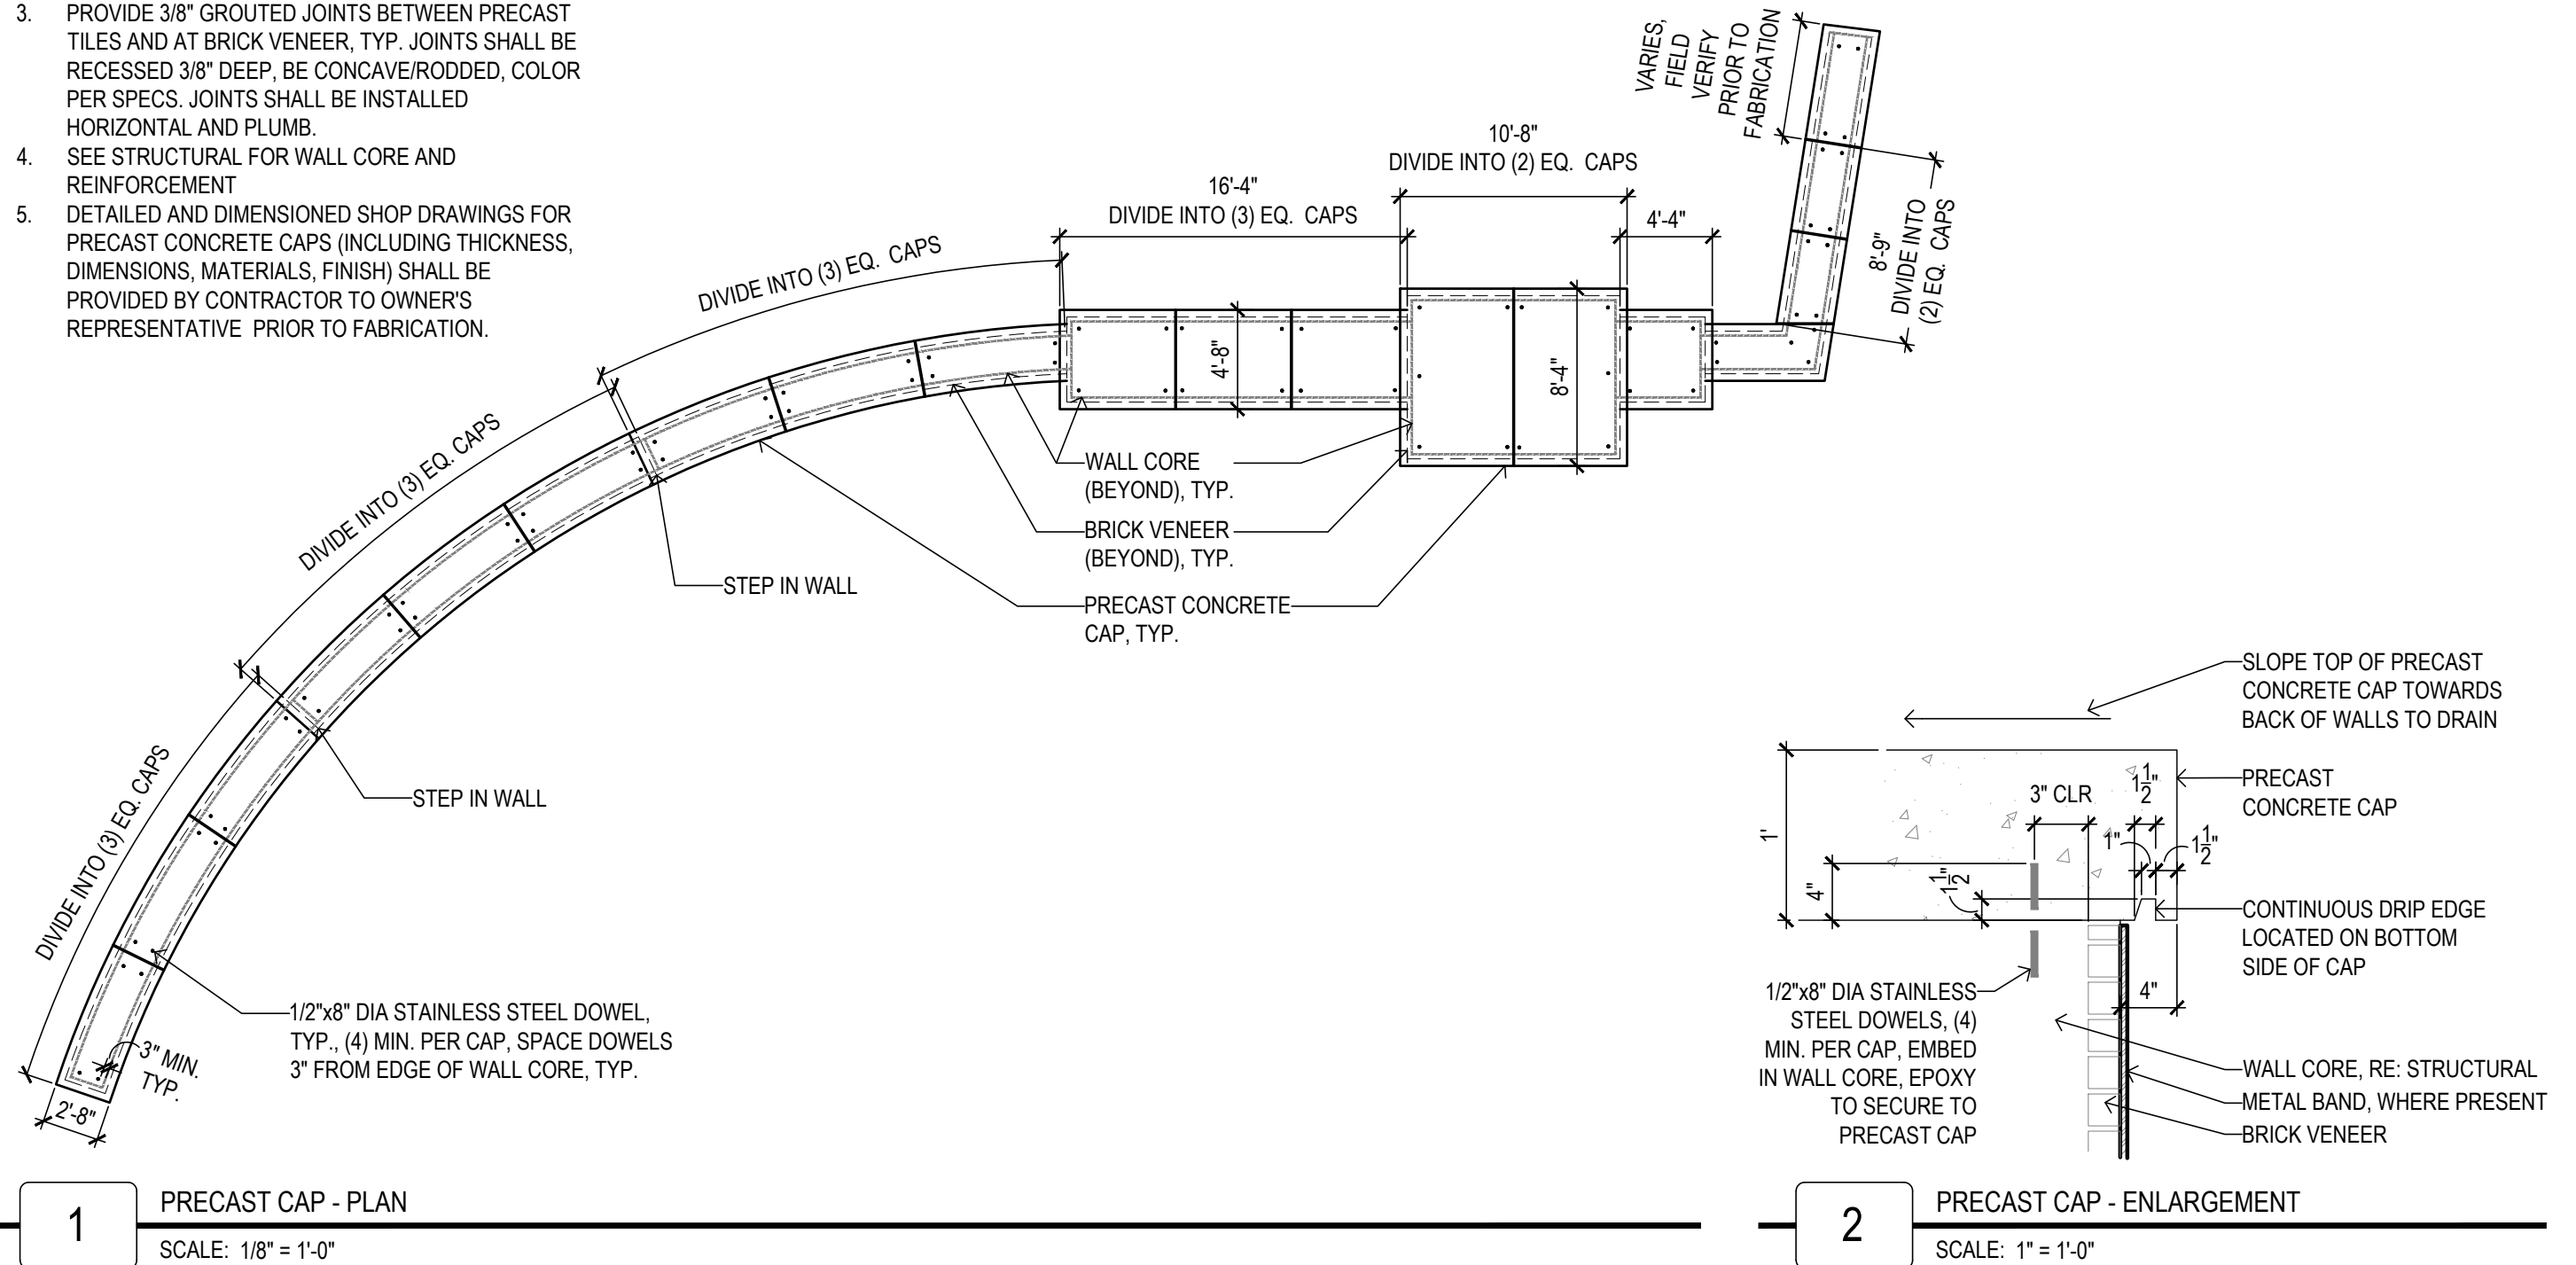 3. PROVIDE 3/8" GROUTED JOINTS BETWEEN PRECAST
TILES AND AT BRICK VENEER, TYP. JOINTS SHALL BE
RECESSED 3/8" DEEP, BE CONCAVE/RODDED, COLOR
PER SPECS. JOINTS SHALL BE INSTALLED
HORIZONTAL AND PLUMB.
4. SEE STRUCTURAL FOR WALL CORE AND
REINFORCEMENT
5. DETAILED AND DIMENSIONED SHOP DRAWINGS FOR
PRECAST CONCRETE CAPS (INCLUDING THICKNESS,
DIMENSIONS, MATERIALS, FINISH) SHALL BE
PROVIDED BY CONTRACTOR TO OWNER'S
REPRESENTATIVE PRIOR TO FABRICATION.
VARIES,
FIELD
VERIFY
PRIOR TO
FABRICATION
10'-8"
DIVIDE INTO (2) EQ. CAPS
16'-4"
DIVIDE INTO (3) EQ. CAPS
4'-4"
8'-9"
DIVIDE INTO
(2) EQ. CAPS
DIVIDE INTO (3) EQ. CAPS
4'-8"
8'-4"
DIVIDE INTO (3) EQ. CAPS
WALL CORE
(BEYOND), TYP.
BRICK VENEER
(BEYOND), TYP.
STEP IN WALL
PRECAST CONCRETE
CAP, TYP.
DIVIDE INTO (3) EQ. CAPS
STEP IN WALL
1/2"x8" DIA STAINLESS STEEL DOWEL,
TYP., (4) MIN. PER CAP, SPACE DOWELS
3" FROM EDGE OF WALL CORE, TYP.
3" MIN.
TYP.
2'-8"
1
PRECAST CAP - PLAN
SCALE: 1/8" = 1'-0"
SLOPE TOP OF PRECAST
CONCRETE CAP TOWARDS
BACK OF WALLS TO DRAIN
PRECAST
CONCRETE CAP
3" CLR
1 1/2"
1'
1"
1 1/2"
4"
1 1/2"
CONTINUOUS DRIP EDGE
LOCATED ON BOTTOM
SIDE OF CAP
4"
1/2"x8" DIA STAINLESS
STEEL DOWELS, (4)
MIN. PER CAP, EMBED
IN WALL CORE, EPOXY
TO SECURE TO
PRECAST CAP
WALL CORE, RE: STRUCTURAL
METAL BAND, WHERE PRESENT
BRICK VENEER
2
PRECAST CAP - ENLARGEMENT
SCALE: 1" = 1'-0"